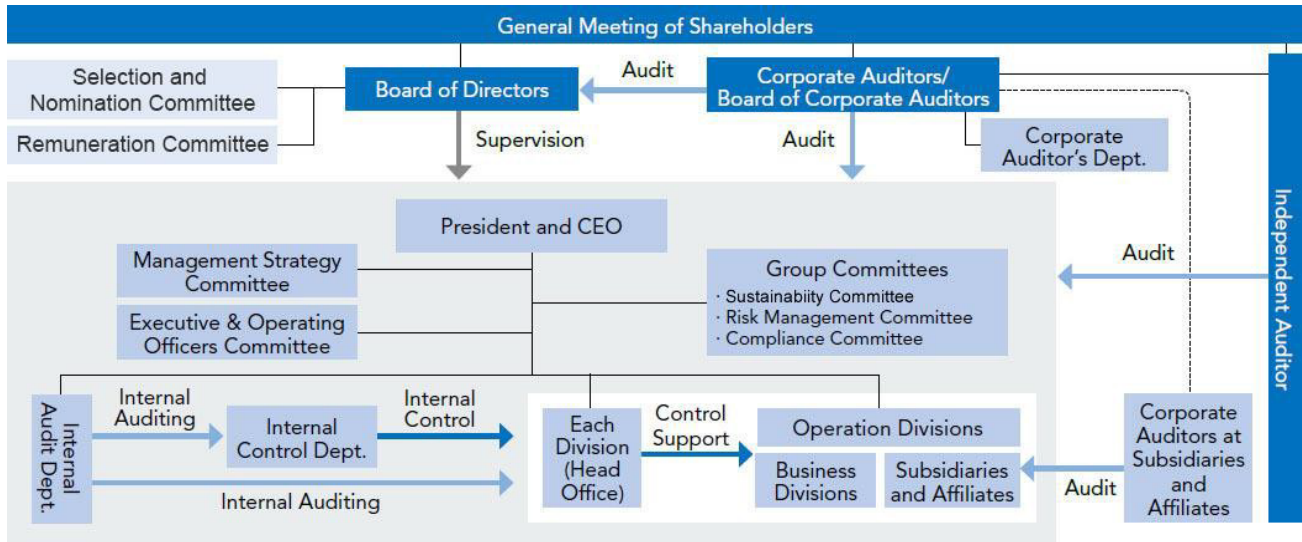 General Meeting of Shareholders
Selection and
Nomination Committee
Remuneration Committee
Board of Directors
Audit
Corporate Auditors/
Board of Corporate Auditors
Supervision
Audit
Corporate
Auditor's Dept.
Independent Auditor
President and CEO
Management Strategy
Committee
Executive & Operating
Officers Committee
Group Committees
· Sustainabiity Committee
· Risk Management Committee
· Compliance Committee
Audit
Internal
Audit Dept.
Internal
Auditing
Internal
Control Dept.
Internal
Control
Internal Auditing
Each
Division
(Head
Office)
Control
Support
Operation Divisions
Business
Divisions
Subsidiaries
and Affiliates
Audit
Corporate
Auditors at
Subsidiaries
and
Affiliates